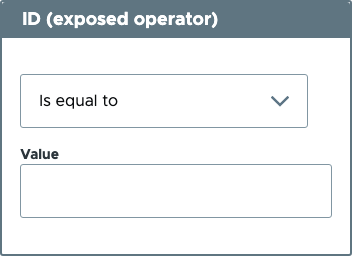 ID (exposed operator)
Is equal to
Value